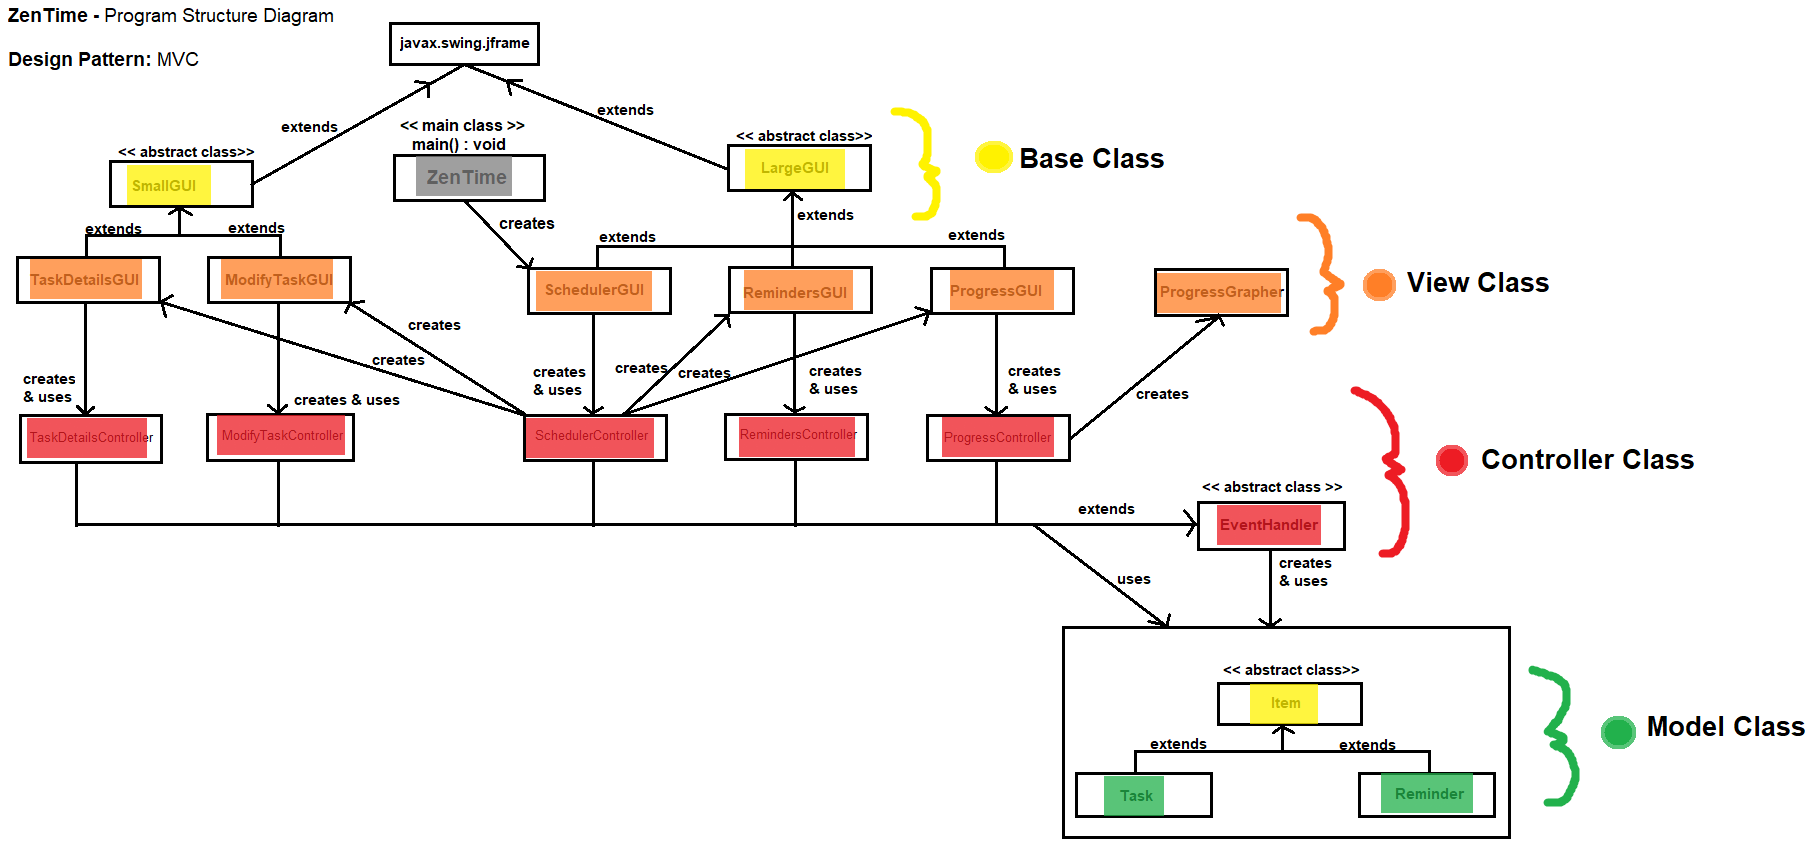 ZenTime - Program Structure Diagram
Design Pattern: MVC
javax.swing.jframe
extends
extends
<< main class >>
main() : void
ZenTime
<< abstract class>>
SmallGUI
<< abstract class>>
LargeGUI
Base Class
creates
extends
extends
extends
extends
extends
TaskDetailsGUI
ModifyTaskGUI
SchedulerGUI
RemindersGUI
ProgressGUI
ProgressGrapher
View Class
creates
creates
creates
creates
creates
& uses
creates & uses
creates
& uses
creates
& uses
creates
& uses
creates
TaskDetailsController
ModifyTaskController
SchedulerController
RemindersController
ProgressController
Controller Class
<< abstract class >>
extends
EventHandler
creates
& uses
uses
<< abstract class>>
Item
extends
extends
Task
Reminder
Model Class